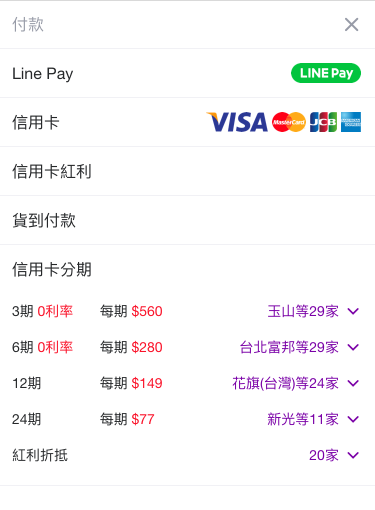 付款
Line Pay LINE Pay
信用卡 VISA MasterCard JCB
信用卡紅利
貨到付款
信用卡分期
3期 0利率 每期 $560 玉山等29家
6期 0利率 每期 $280 台北富邦等29家
12期 每期 $149 花旗(台灣)等24家
24期 每期 $77 新光等11家
紅利折抵 20家